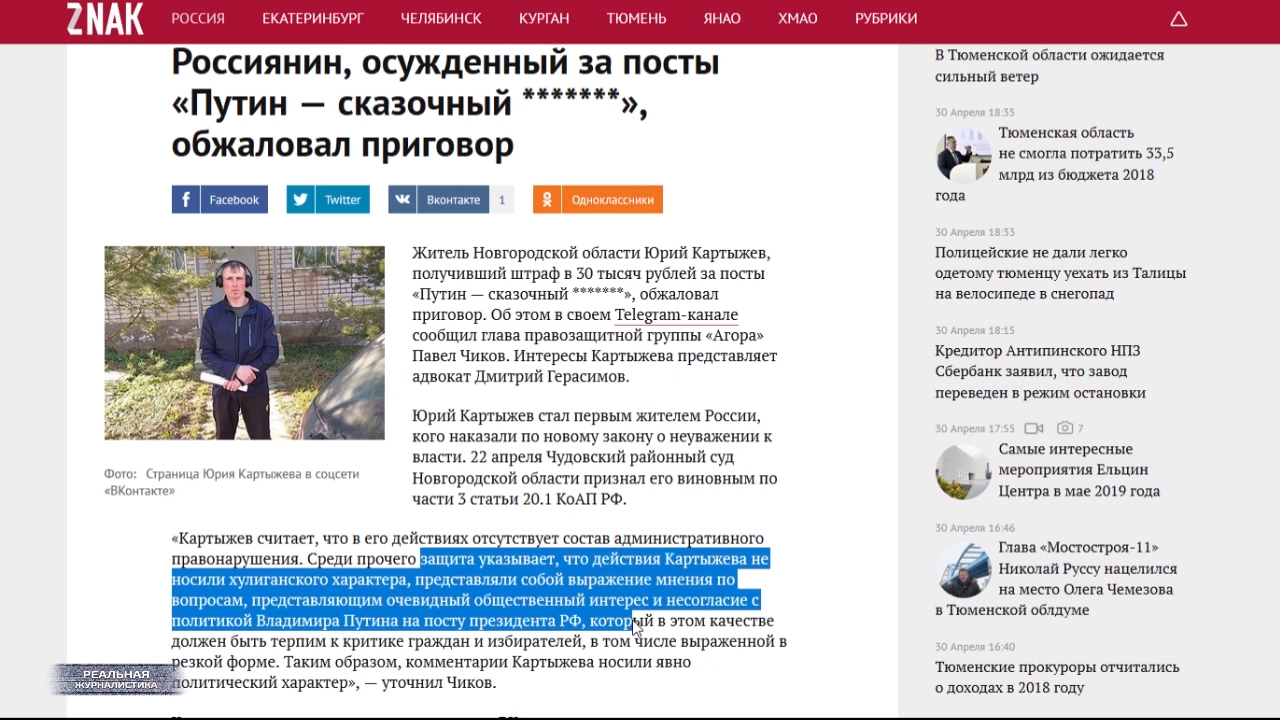 ZNAK
РОССИЯ
ЕКАТЕРИНБУРГ
ЧЕЛЯБИНСК
КУРГАН
ТЮМЕНЬ
ЯНАО
ХМАО
РУБРИКИ
Россиянин, осужденный за посты
«Путин — сказочный *******»,
обжаловал приговор
Facebook
Twitter
Вконтакте
1
Одноклассники
Житель Новгородской области Юрий Картыжев,
получивший штраф в 30 тысяч рублей за посты
«Путин — сказочный *******», обжаловал
приговор. Об этом в своем Telegram-канале
сообщил глава правозащитной группы «Агора»
Павел Чиков. Интересы Картыжева представляет
адвокат Дмитрий Герасимов.
Фото: Страница Юрия Картыжева в соцсети
«ВКонтакте»
Юрий Картыжев стал первым жителем России,
кого наказали по новому закону о неуважении к
власти. 22 апреля Чудовский районный суд
Новгородской области признал его виновным по
части 3 статьи 20.1 КоАП РФ.
«Картыжев считает, что в его действиях отсутствует состав административного
правонарушения. Среди прочего защита указывает, что действия Картыжева не
носили хулиганского характера, представляли собой выражение мнения по
вопросам, представляющим очевидный общественный интерес и несогласие с
политикой Владимира Путина на посту президента РФ, который в этом качестве
должен быть терпим к критике граждан и избирателей, в том числе выраженной в
резкой форме. Таким образом, комментарии Картыжева носили явно
политический характер», — уточнил Чиков.
РЕАЛЬНАЯ
ЖУРНАЛИСТИКА
В Тюменской области ожидается
сильный ветер
30 Апреля 18:35
Тюменская область
не смогла потратить 33,5
млрд из бюджета 2018
года
30 Апреля 18:33
Полицейские не дали легко
одетому тюменцу уехать из Талицы
на велосипеде в снегопад
30 Апреля 18:15
Кредитор Антипинского НПЗ
Сбербанк заявил, что завод
переведен в режим остановки
30 Апреля 17:55
7
Самые интересные
мероприятия Ельцин
Центра в мае 2019 года
30 Апреля 16:46
Глава «Мостостроя-11»
Николай Руссу нацелился
на место Олега Чемезова
в Тюменской облдуме
30 Апреля 16:40
Тюменские прокуроры отчитались
о доходах в 2018 году